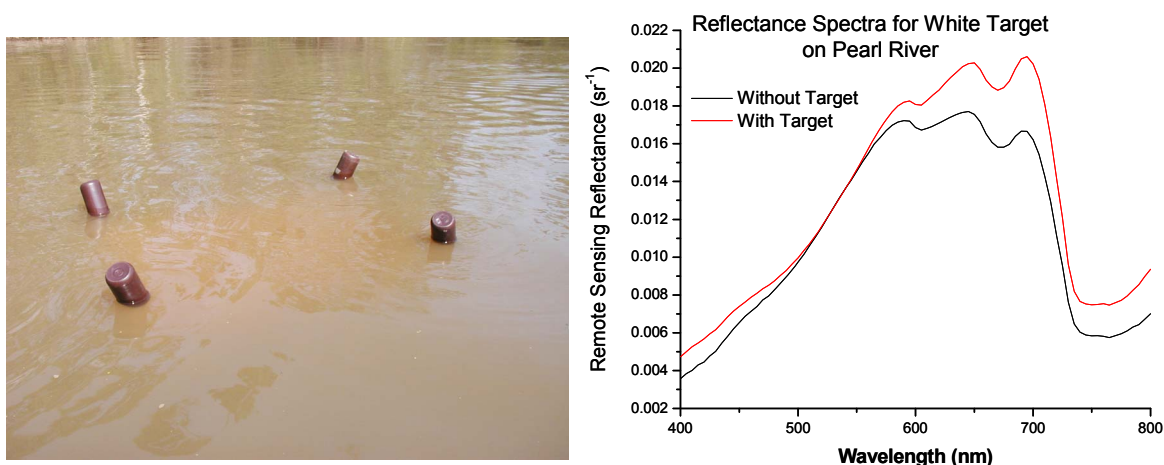 Reflectance Spectra for White Target
on Pearl River
Without Target
With Target
Remote Sensing Reflectance (sr⁻¹)
0.022
0.020
0.018
0.016
0.014
0.012
0.010
0.008
0.006
0.004
0.002
400
500
600
700
800
Wavelength (nm)